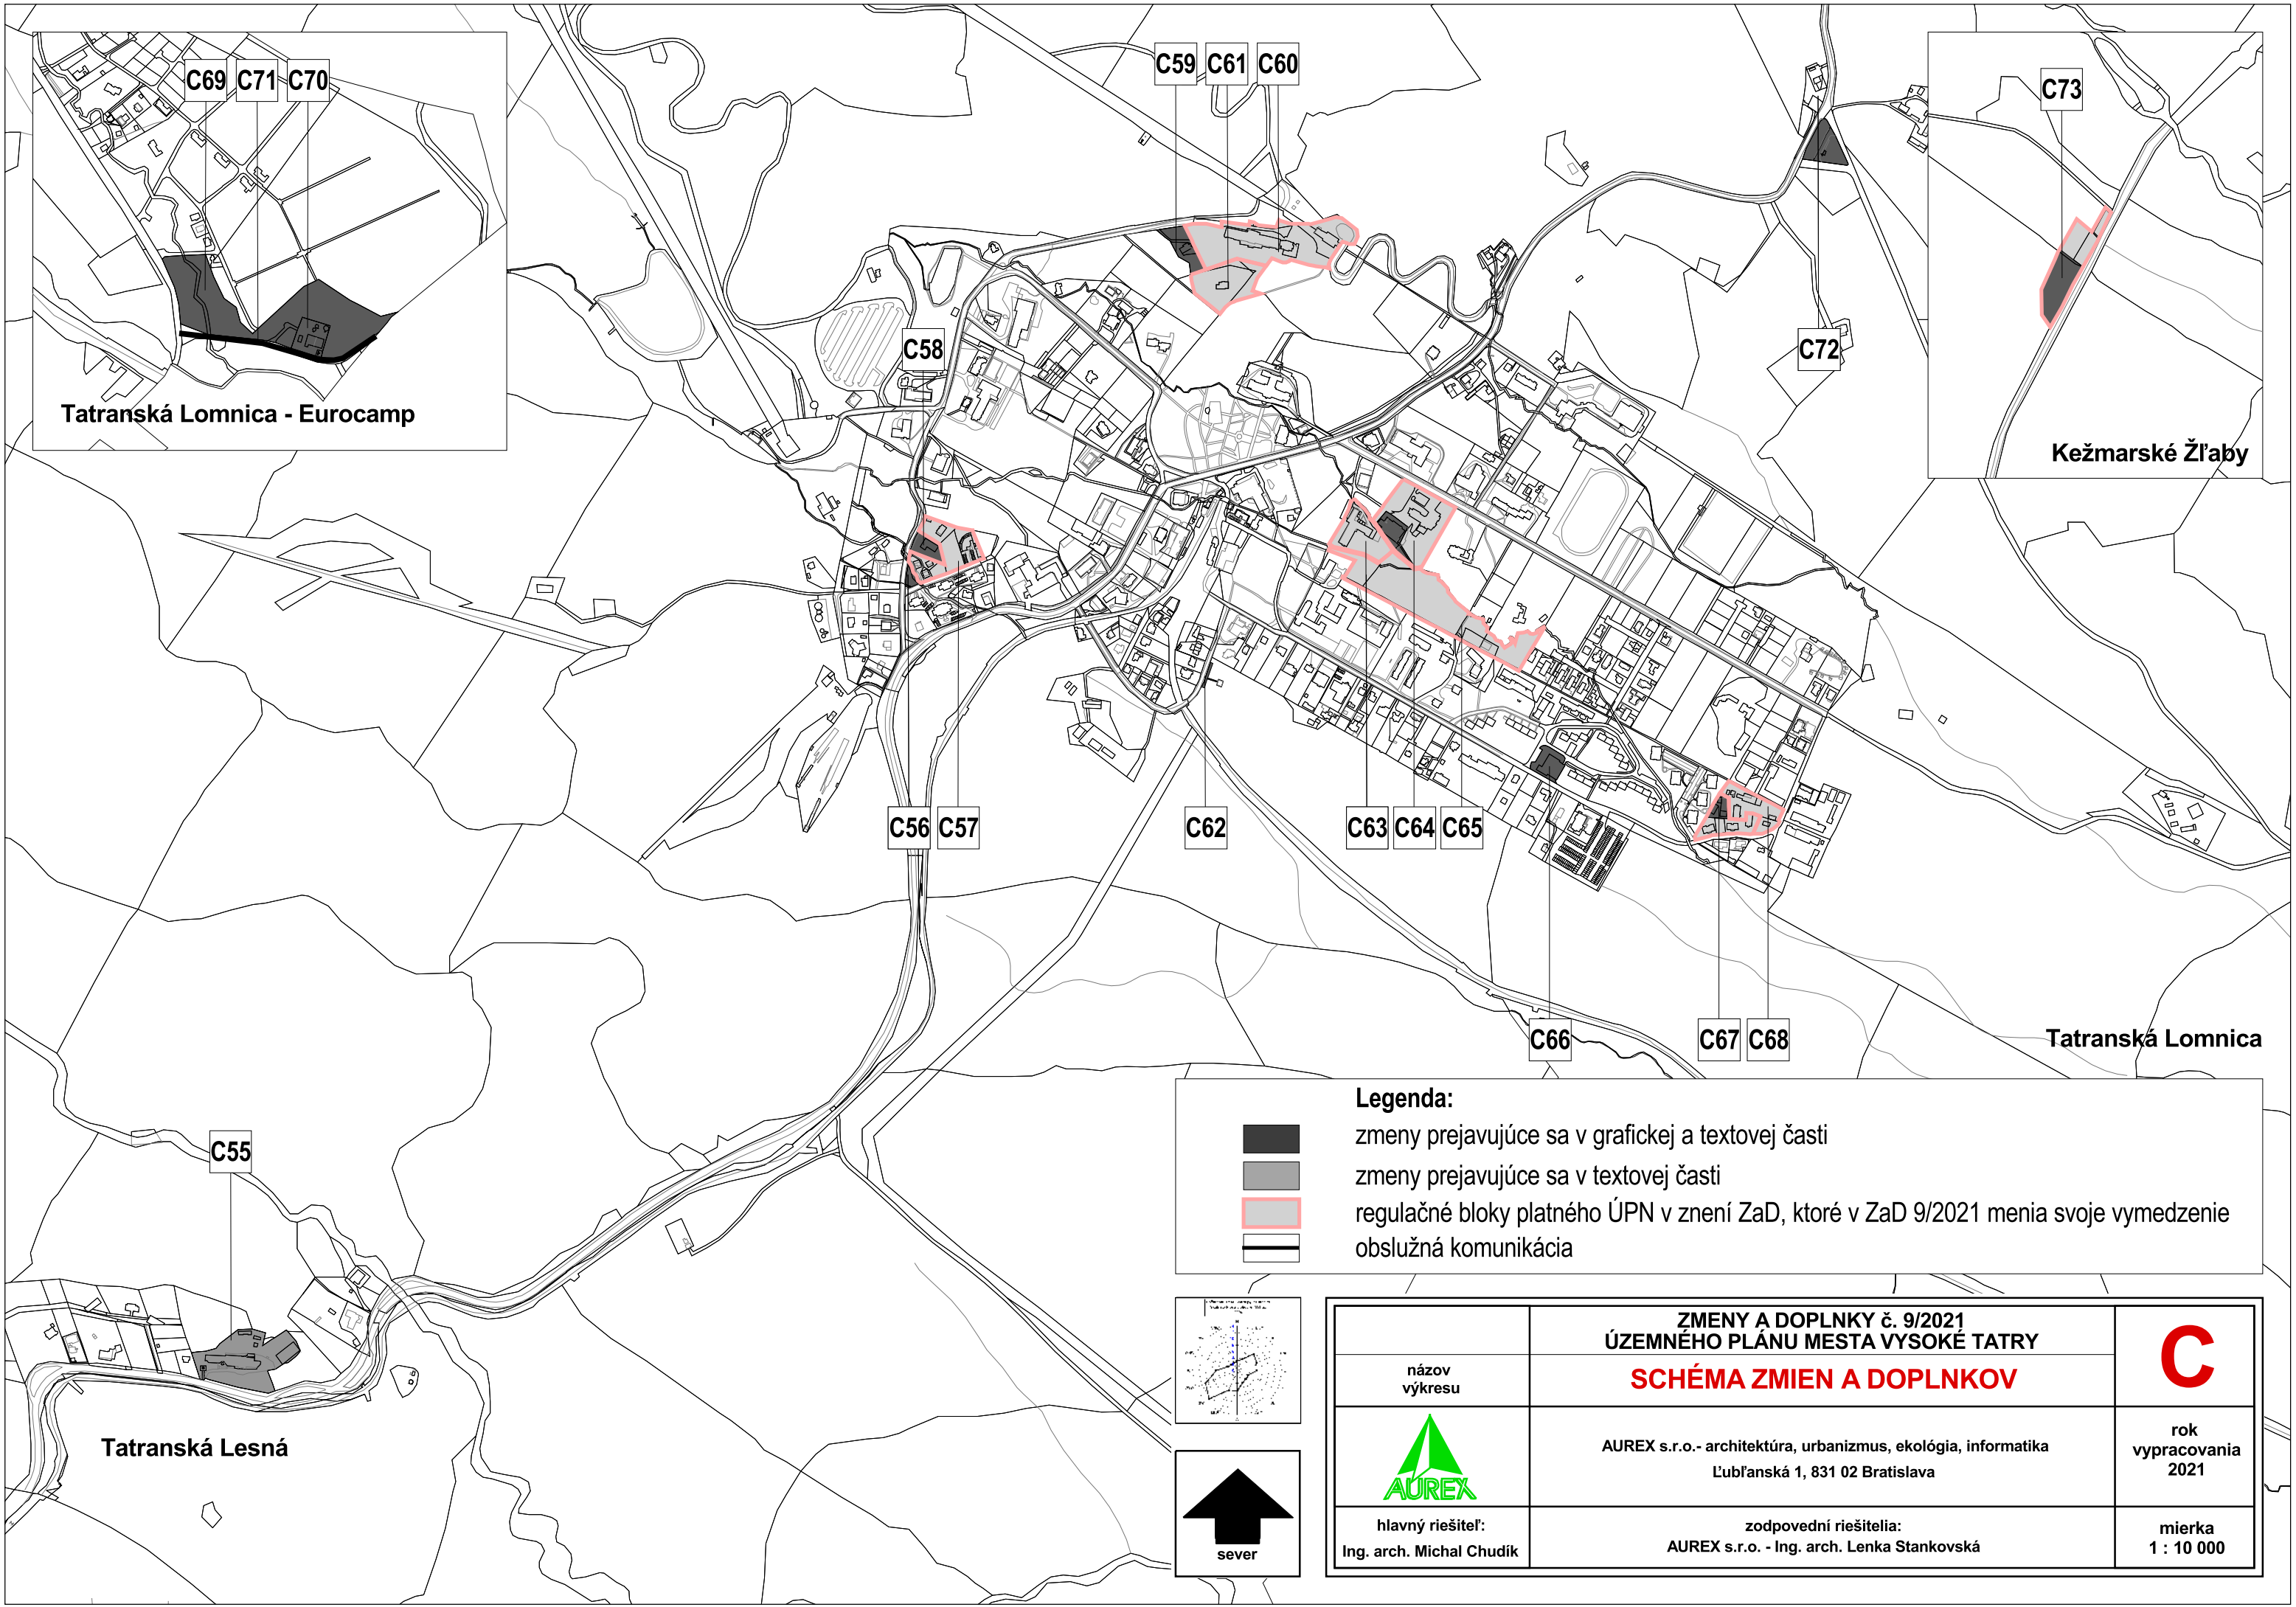 C69 C71 C70
Tatranská Lomnica - Eurocamp
C59 C61 C60
C73
Kežmarské Žľaby
C58
C72
C56 C57
C62
C63 C64 C65
C66
C67 C68
Tatranská Lomnica
C55
Tatranská Lesná
Legenda:
zmeny prejavujúce sa v grafickej a textovej časti
zmeny prejavujúce sa v textovej časti
regulačné bloky platného ÚPN v znení ZaD, ktoré v ZaD 9/2021 menia svoje vymedzenie
obslužná komunikácia
sever
ZMENY A DOPLNKY č. 9/2021
ÚZEMNÉHO PLÁNU MESTA VYSOKÉ TATRY
názov
výkresu
SCHÉMA ZMIEN A DOPLNKOV
C
AUREX
AUREX s.r.o.- architektúra, urbanizmus, ekológia, informatika
Ľubľanská 1, 831 02 Bratislava
rok
vypracovania
2021
hlavný riešiteľ:
Ing. arch. Michal Chudík
zodpovední riešitelia:
AUREX s.r.o. - Ing. arch. Lenka Stankovská
mierka
1 : 10 000